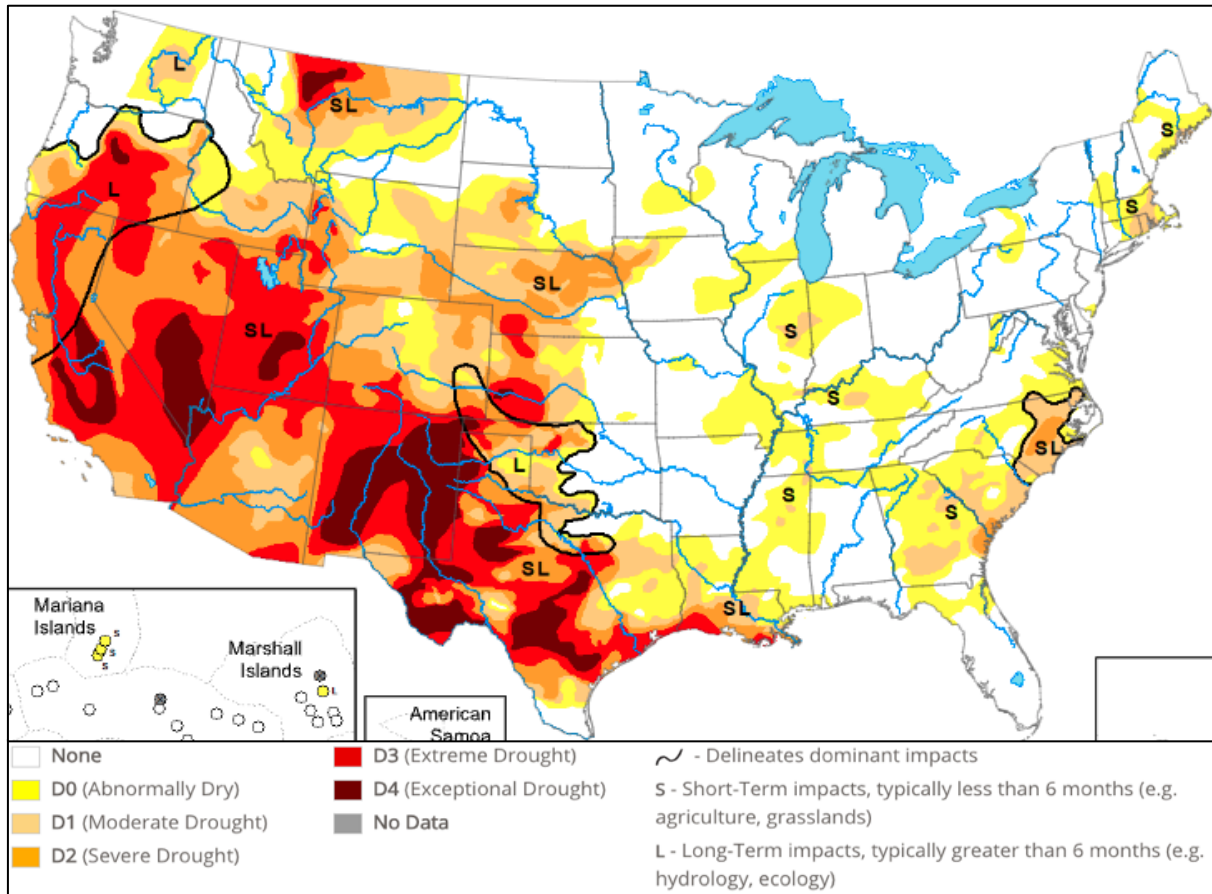 L
S
SL
S
L
SL
SL
S
S
L
SL
S
S
SL
SL
Mariana
Islands
S
S
S
Marshall
Islands
L
American
Samoa
None
D0 (Abnormally Dry)
D1 (Moderate Drought)
D2 (Severe Drought)
D3 (Extreme Drought)
D4 (Exceptional Drought)
No Data
- Delineates dominant impacts
S - Short-Term impacts, typically less than 6 months (e.g.
agriculture, grasslands)
L - Long-Term impacts, typically greater than 6 months (e.g.
hydrology, ecology)